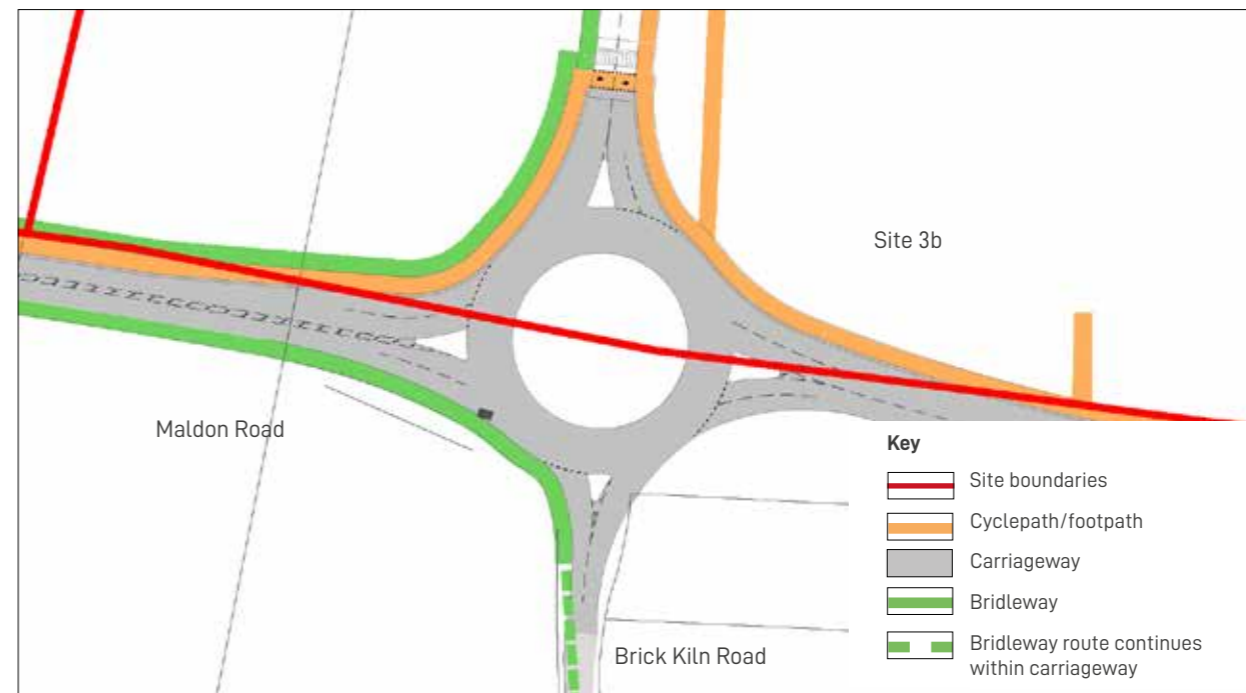 Site 3b
Maldon Road
Brick Kiln Road
Key
Site boundaries
Cyclepath/footpath
Carriageway
Bridleway
Bridleway route continues
within carriageway